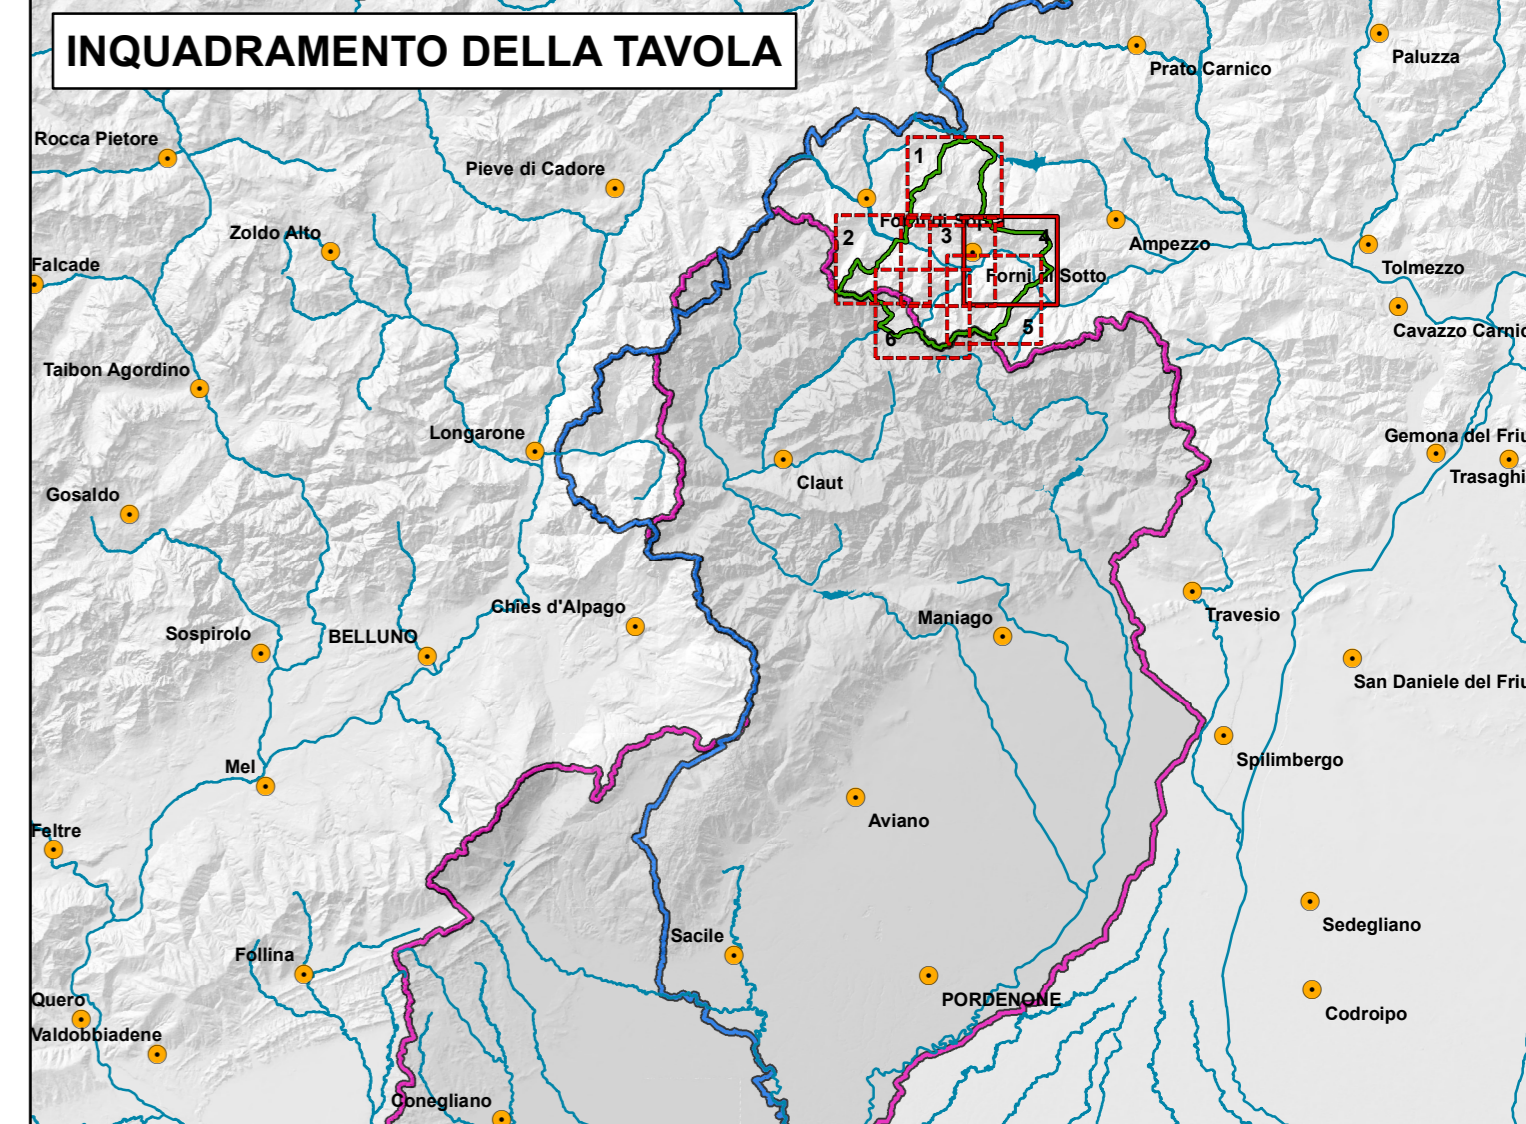 INQUADRAMENTO DELLA TAVOLA
Paluzza
Prato Carnico
Rocca Pietore
Pieve di Cadore
1
Forni di Sopra
Zoldo Alto
2
3
4
Ampezzo
Falcade
Forni di Sotto
Tolmezzo
5
Cavazzo Carnic
6
Taibon Agordino
Longarone
Gemona del Friu
Claut
Trasaghi
Gosaldo
Chies d'Alpago
Maniago
Travesio
Sospirolo
BELLUNO
San Daniele del Friu
Spilimbergo
Mel
Aviano
Feltre
Sedegliano
Sacile
Follina
Quero
PORDENONE
Codroipo
Valdobbiadene
Conegliano